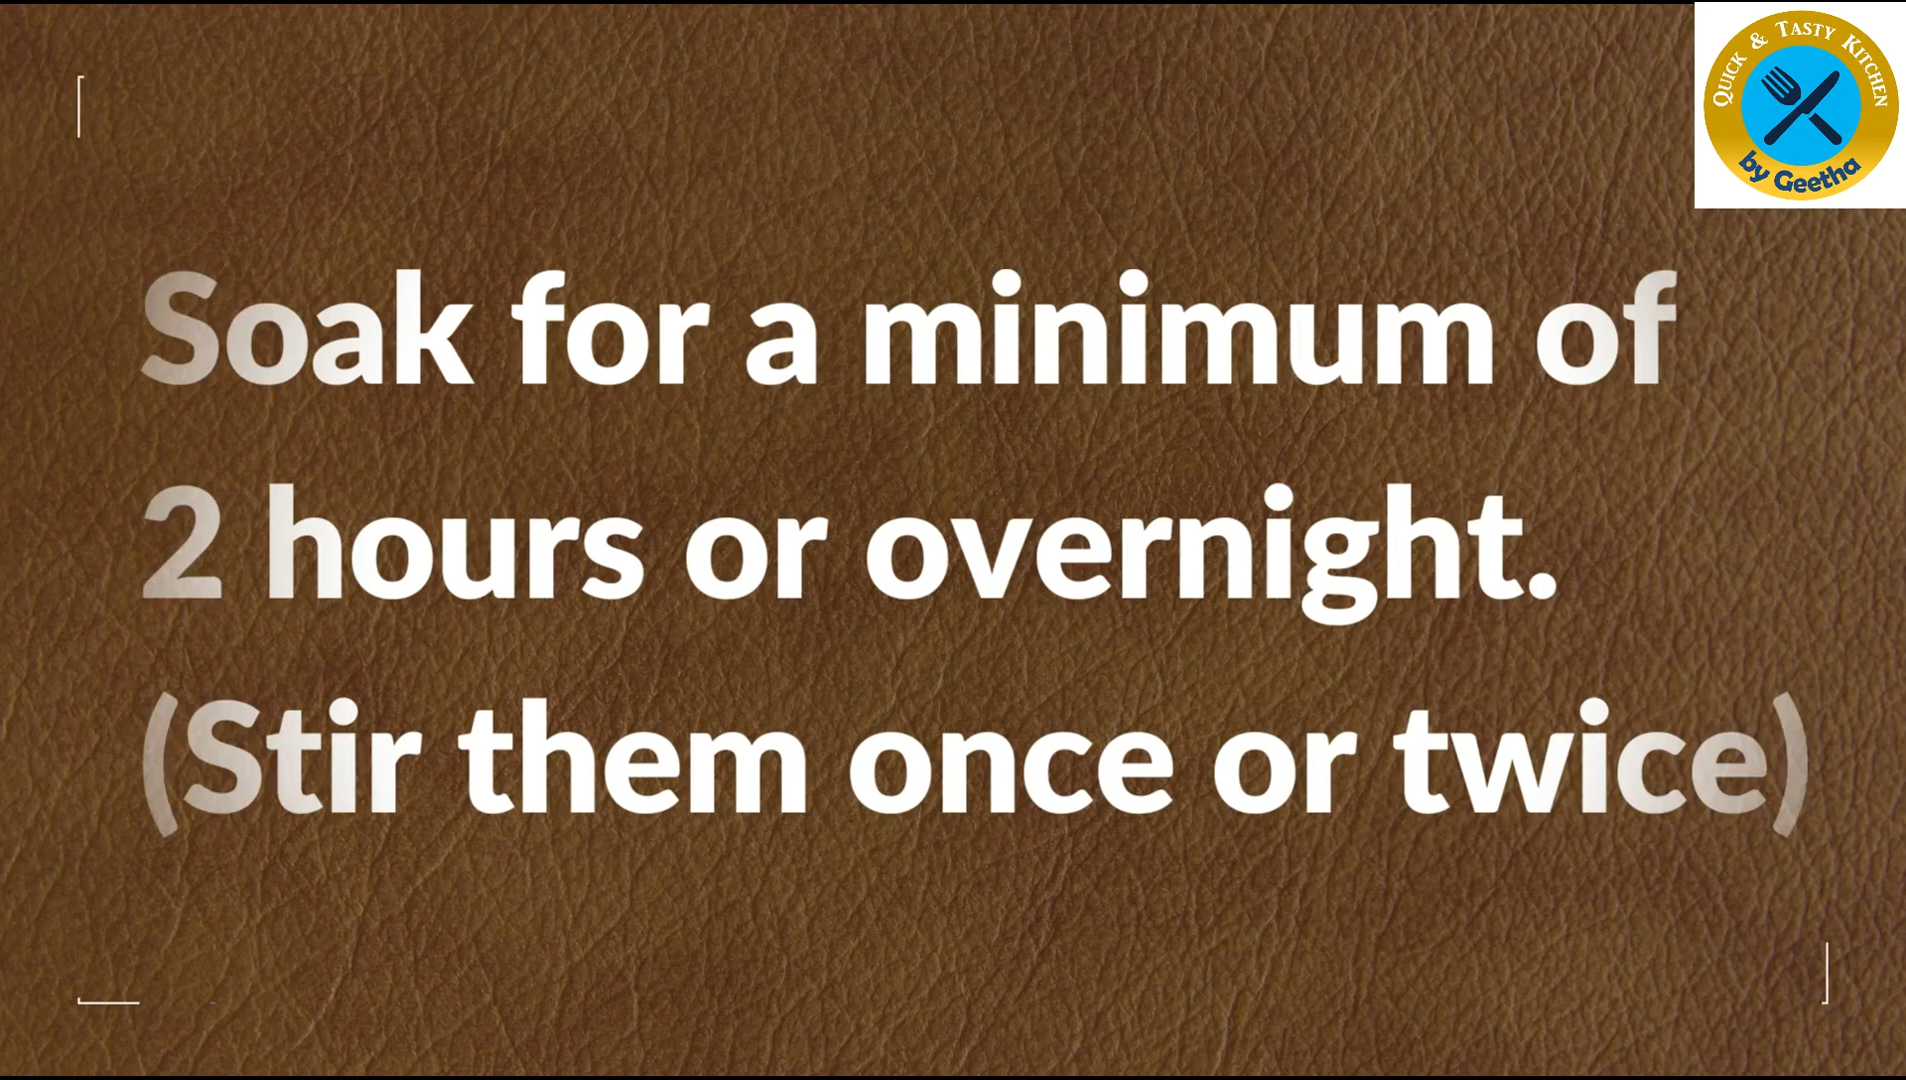 QUICK & TASTY KITCHEN
by Geetha
Soak for a minimum of
2 hours or overnight.
(Stir them once or twice)